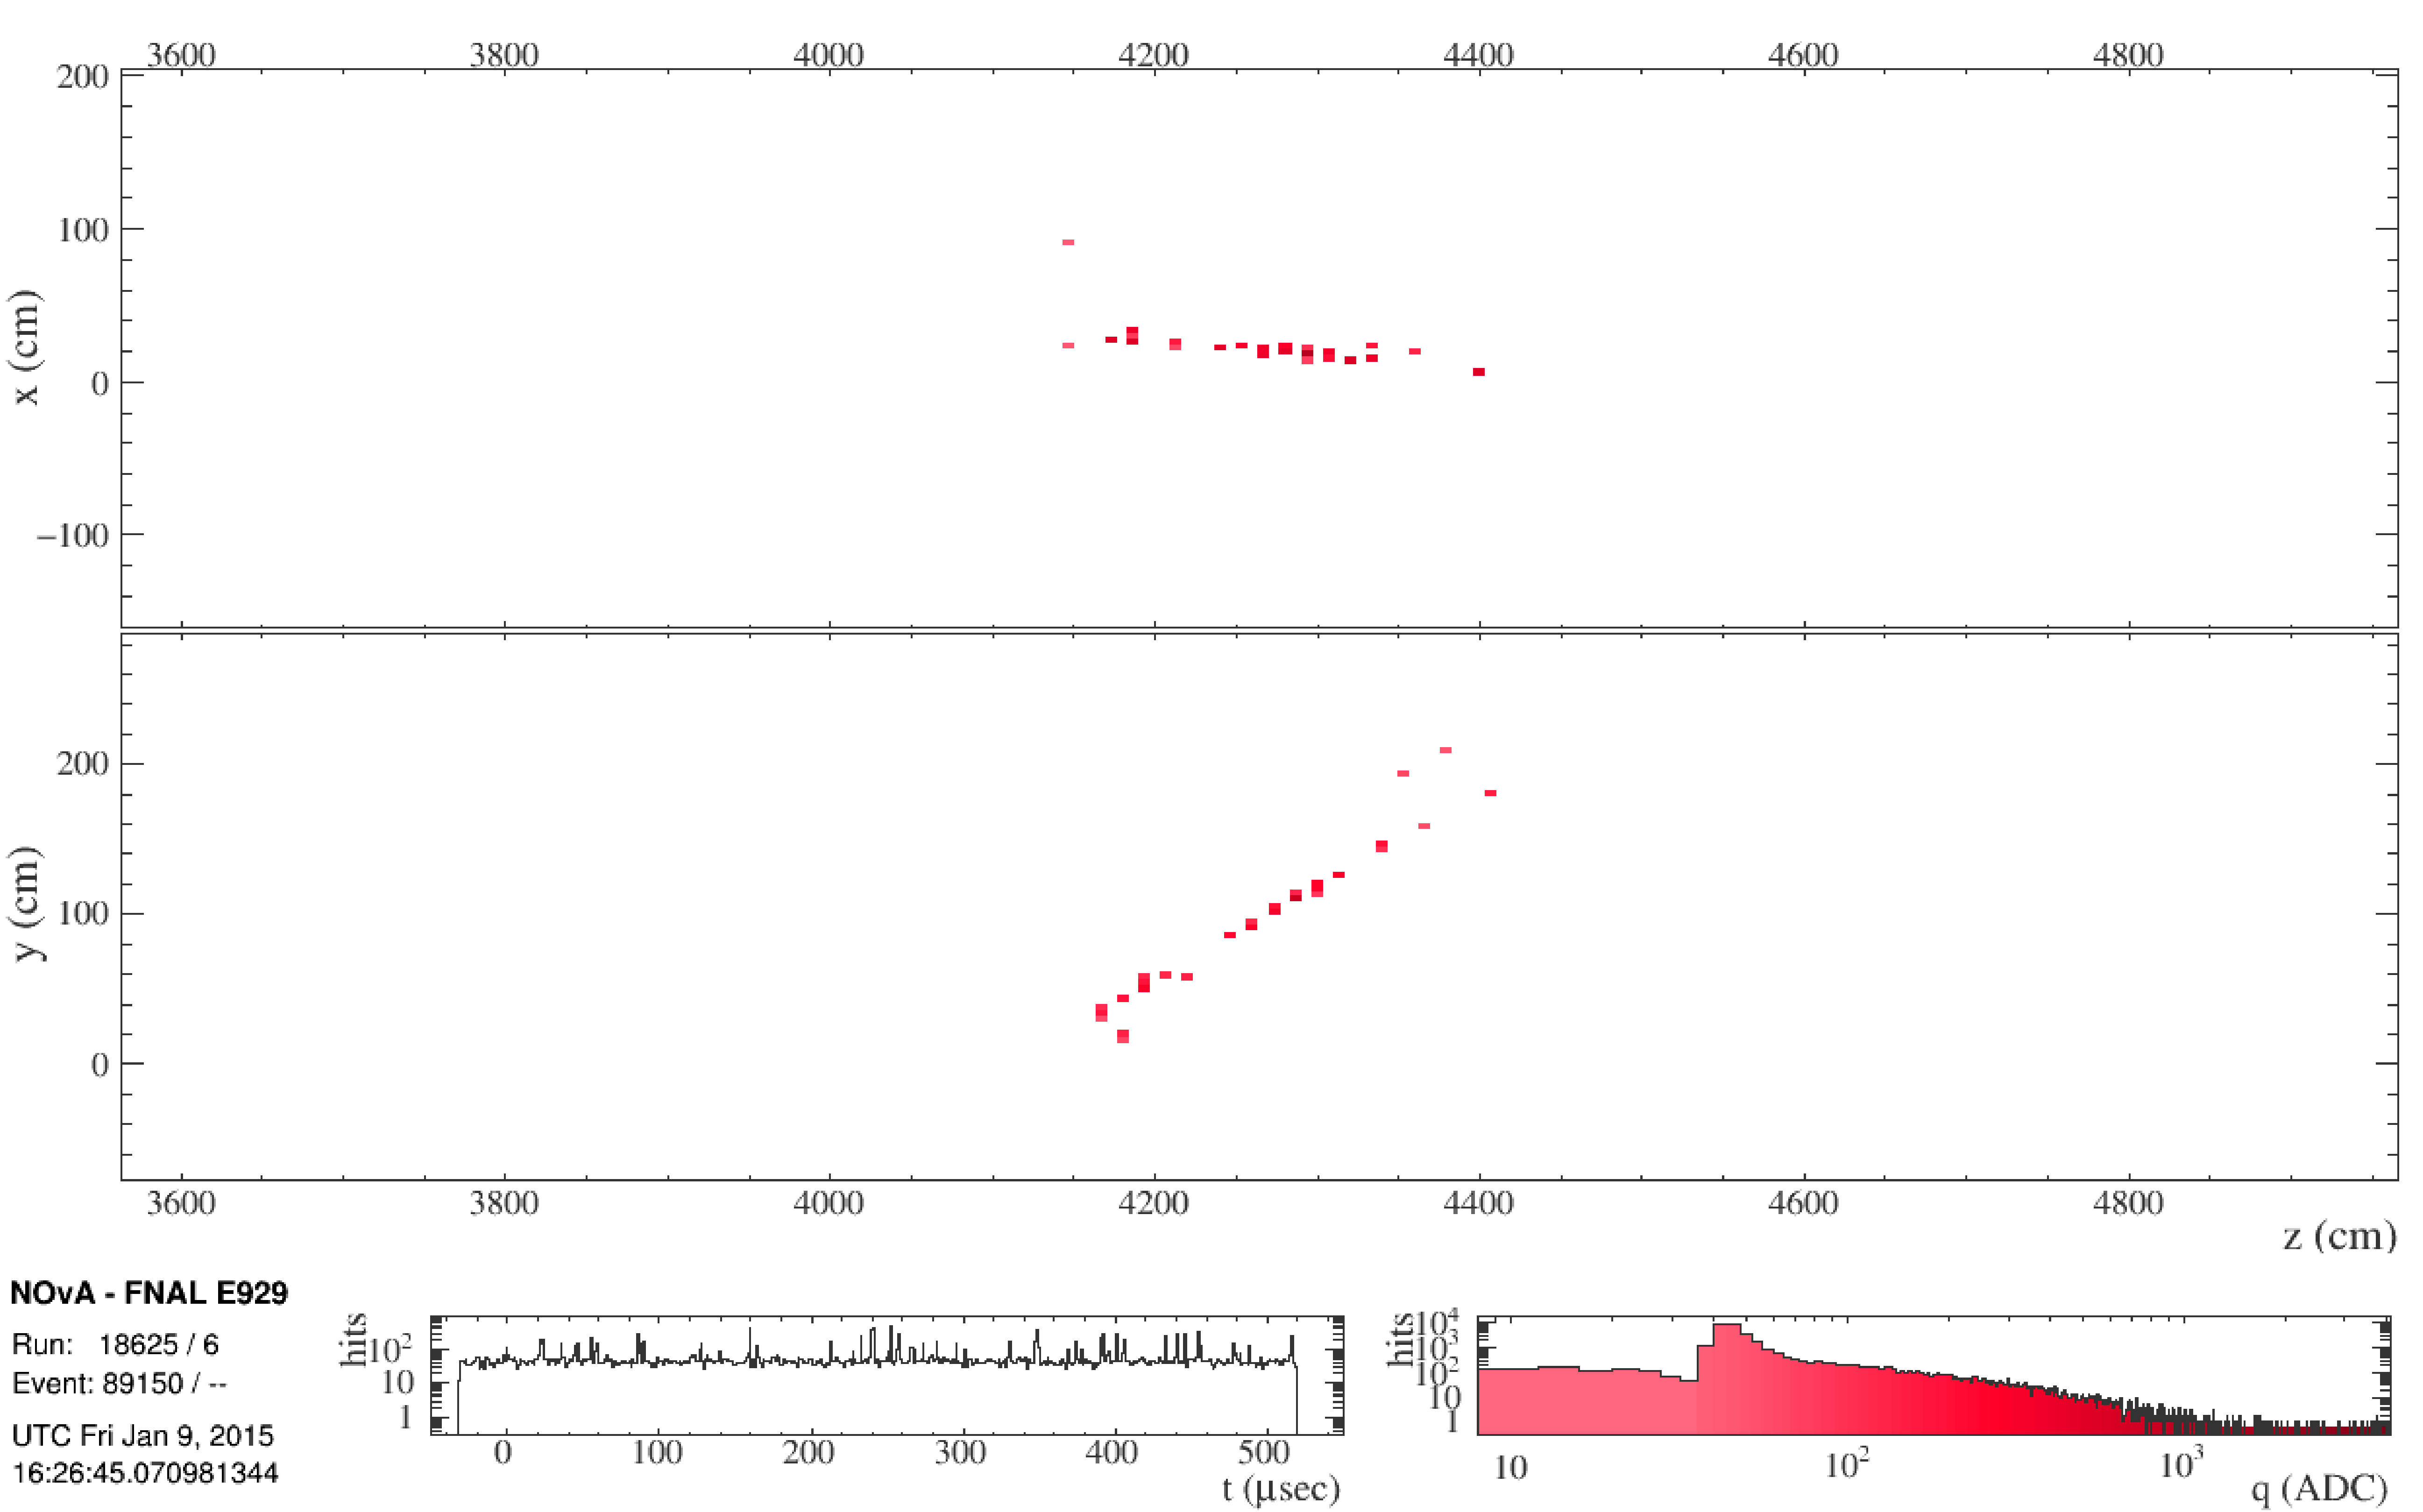 3600 3800 4000 4200 4400 4600 4800
200
100
0
−100
x (cm)
200
100
0
y (cm)
3600 3800 4000 4200 4400 4600 4800
z (cm)
NOvA - FNAL E929
Run: 18625 / 6
Event: 89150 / --
UTC Fri Jan 9, 2015
16:26:45.070981344
hits
10²
10
1
0 100 200 300 400 500
t (μsec)
hits
10⁴
10³
10²
10
1
10 10² 10³
q (ADC)